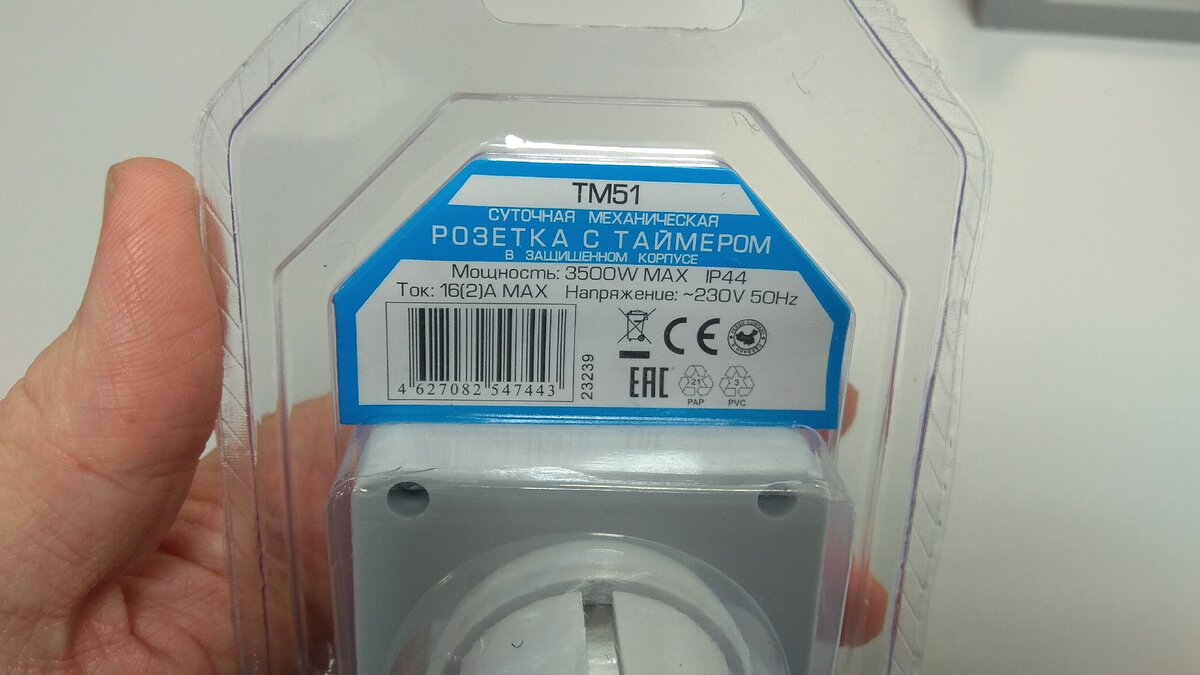 TM51
СУТОЧНАЯ МЕХАНИЧЕСКАЯ
РОЗЕТКА С ТАЙМЕРОМ
В ЗАЩИЩЕННОМ КОРПУСЕ
Мощность: 3500W MAX IP44
Ток: 16(2)A MAX Напряжение: ~230V 50Hz
4 627082 547443
23239
CE
EAC
21
PAP
3
PVC